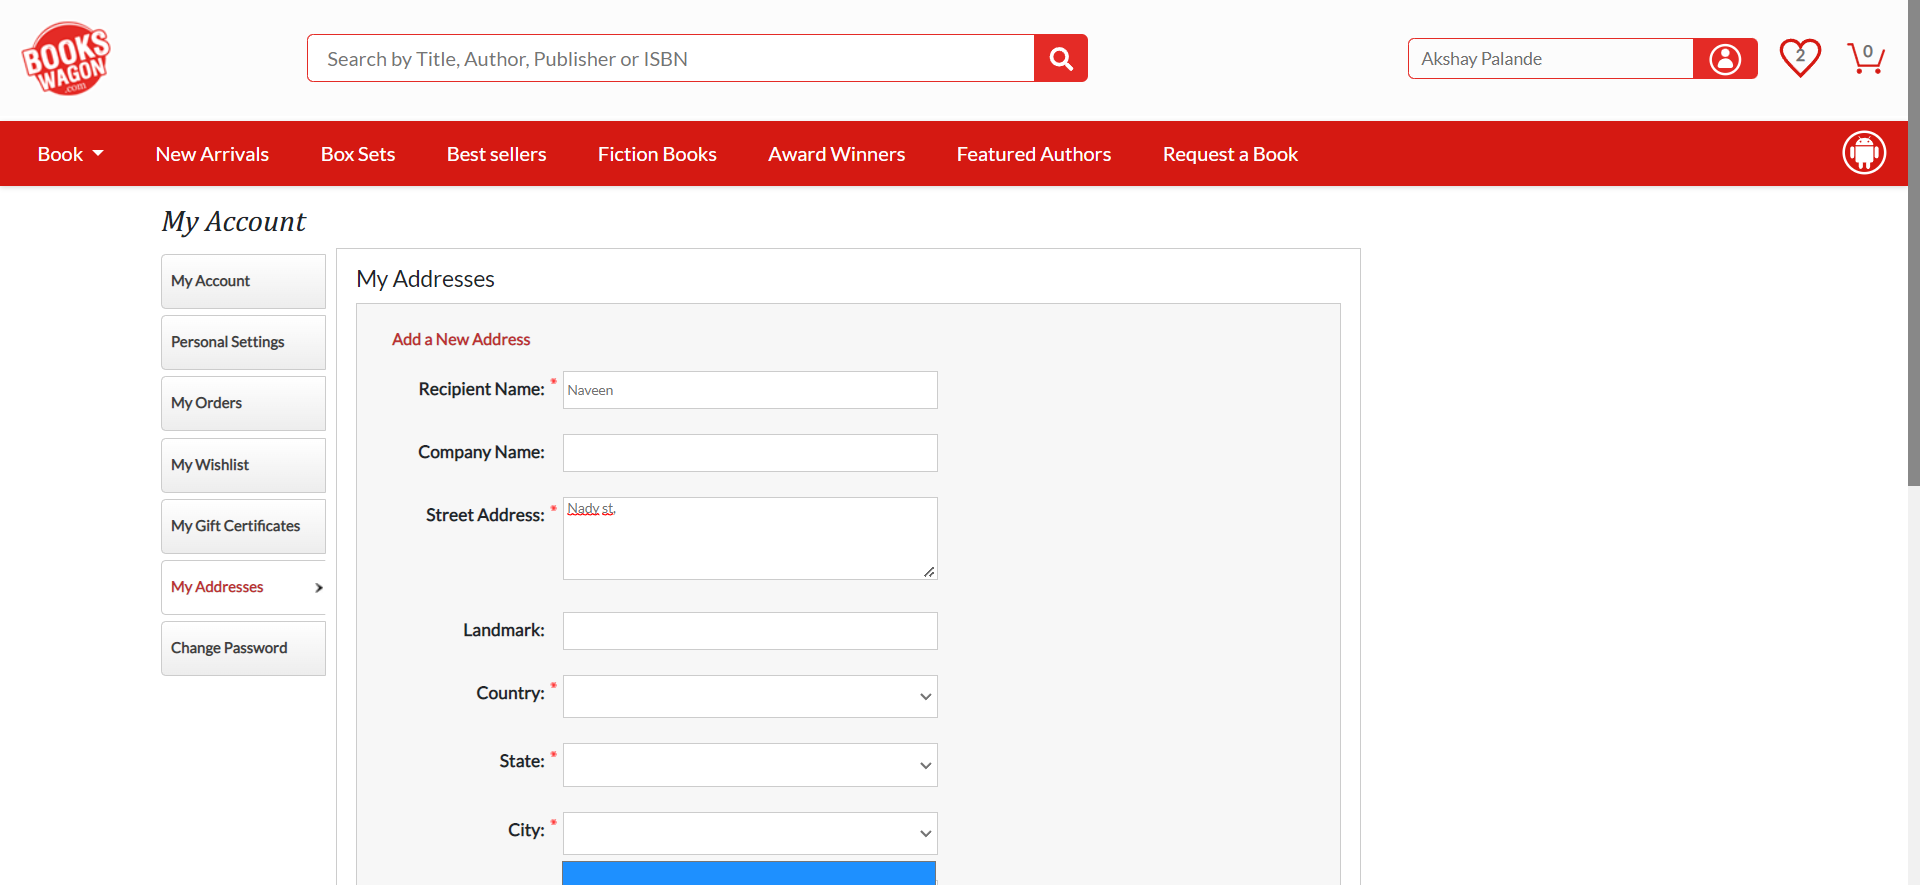 BOOKS
WAGON
.com
Search by Title, Author, Publisher or ISBN
Akshay Palande
2
0
Book
New Arrivals
Box Sets
Best sellers
Fiction Books
Award Winners
Featured Authors
Request a Book
My Account
My Account
Personal Settings
My Orders
My Wishlist
My Gift Certificates
My Addresses
Change Password
My Addresses
Add a New Address
Recipient Name: *
Naveen
Company Name:
Street Address: *
Nady st,
Landmark:
Country: *
State: *
City: *